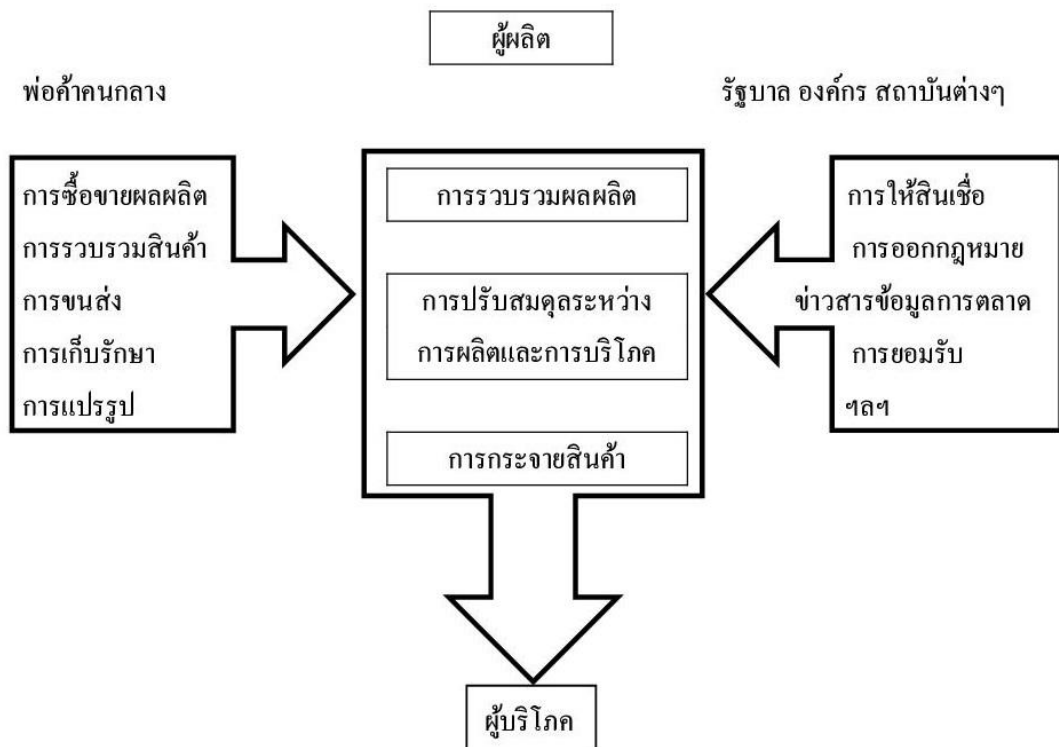 ผู้ผลิต
พ่อค้าคนกลาง
รัฐบาล องค์กร สถาบันต่างๆ
การซื้อขายผลผลิต
การรวบรวมสินค้า
การขนส่ง
การเก็บรักษา
การแปรรูป
การรวบรวมผลผลิต
การปรับสมดุลระหว่าง
การผลิตและการบริโภค
การกระจายสินค้า
การให้สินเชื่อ
การออกกฎหมาย
ข่าวสารข้อมูลการตลาด
การยอมรับ
ฯลฯ
ผู้บริโภค